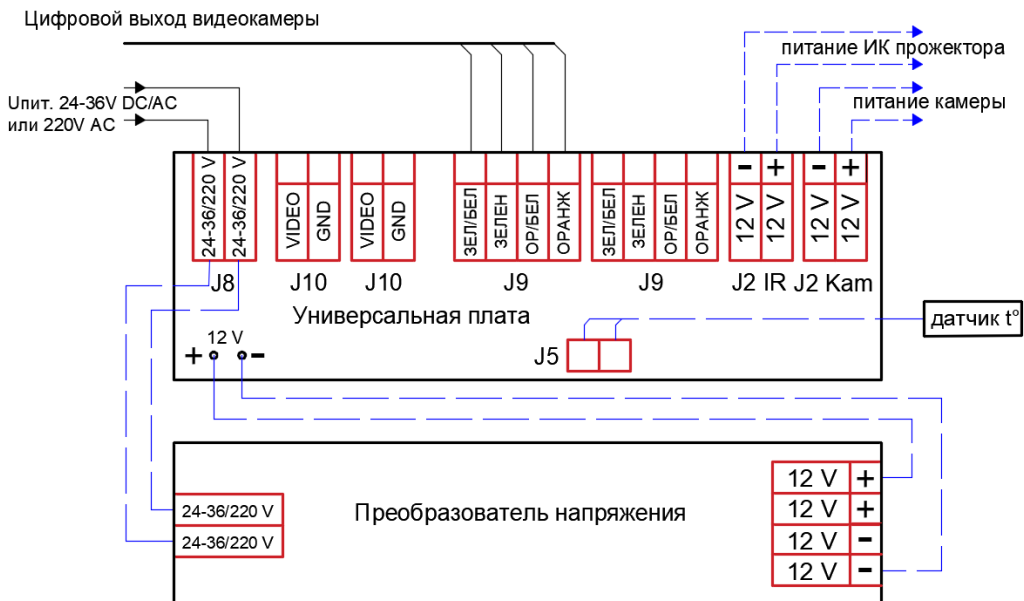 Цифровой выход видеокамеры
питание ИК прожектора
Uпит. 24-36V DC/AC
или 220V AC
питание камеры
24-36/220 V
24-36/220 V
VIDEO
GND
VIDEO
GND
ЗЕЛ/БЕЛ
ЗЕЛЕН
ОР/БЕЛ
ОРАНЖ
ЗЕЛ/БЕЛ
ЗЕЛЕН
ОР/БЕЛ
ОРАНЖ
12 V -
12 V +
12 V -
12 V +
J8 J10 J10 J9 J9 J2 IR J2 Kam
Универсальная плата
датчик t°
12 V
+ -
J5
24-36/220 V
24-36/220 V
Преобразователь напряжения
12 V +
12 V +
12 V -
12 V -